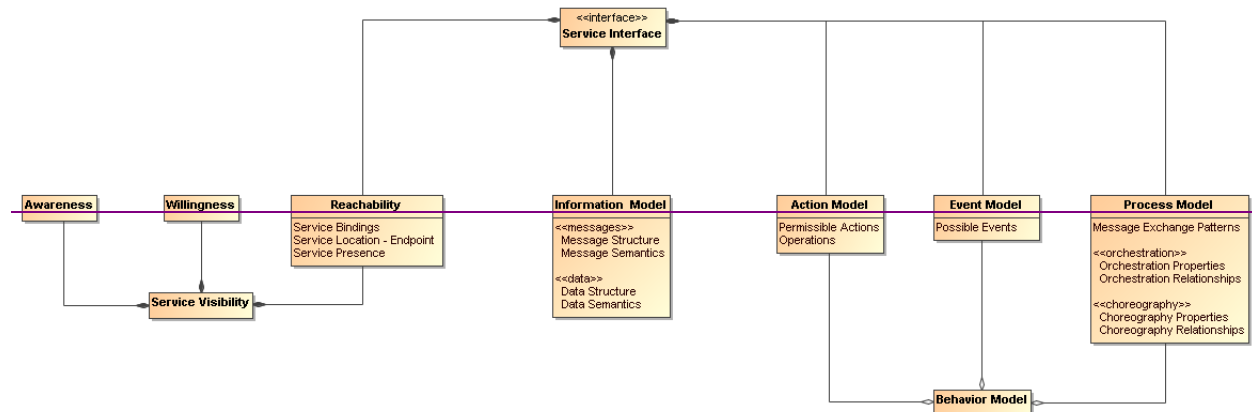 <<interface>>
Service Interface
Awareness
Willingness
Reachability
Service Bindings
Service Location - Endpoint
Service Presence
Service Visibility
Information Model
<<messages>>
Message Structure
Message Semantics
<<data>>
Data Structure
Data Semantics
Action Model
Permissible Actions
Operations
Event Model
Possible Events
Process Model
Message Exchange Patterns
<<orchestration>>
Orchestration Properties
Orchestration Relationships
<<choreography>>
Choreography Properties
Choreography Relationships
Behavior Model